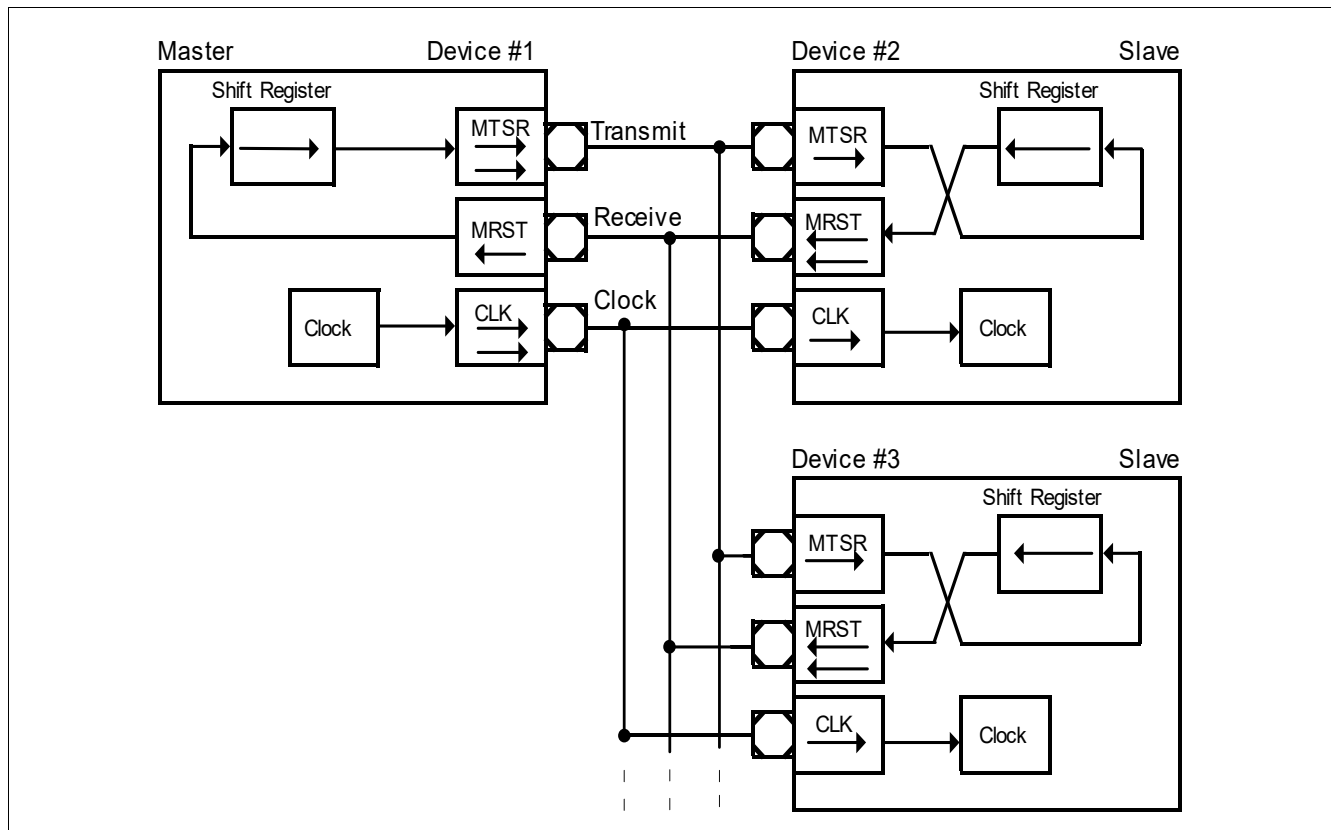 Master
Device #1
Shift Register
MTSR
MRST
Clock
CLK
Transmit
Receive
Clock
Device #2
Slave
MTSR
Shift Register
MRST
CLK
Clock
Device #3
Slave
Shift Register
MTSR
MRST
CLK
Clock